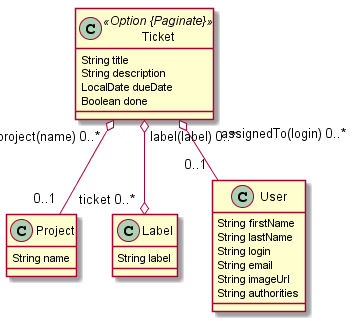 C «Option {Paginate}»
Ticket
String title
String description
LocalDate dueDate
Boolean done
project(name) 0..*
label(label) 0..*
assignedTo(login) 0..*
0..1
ticket 0..*
0..1
C Project
String name
C Label
String label
C User
String firstName
String lastName
String login
String email
String imageUrl
String authorities